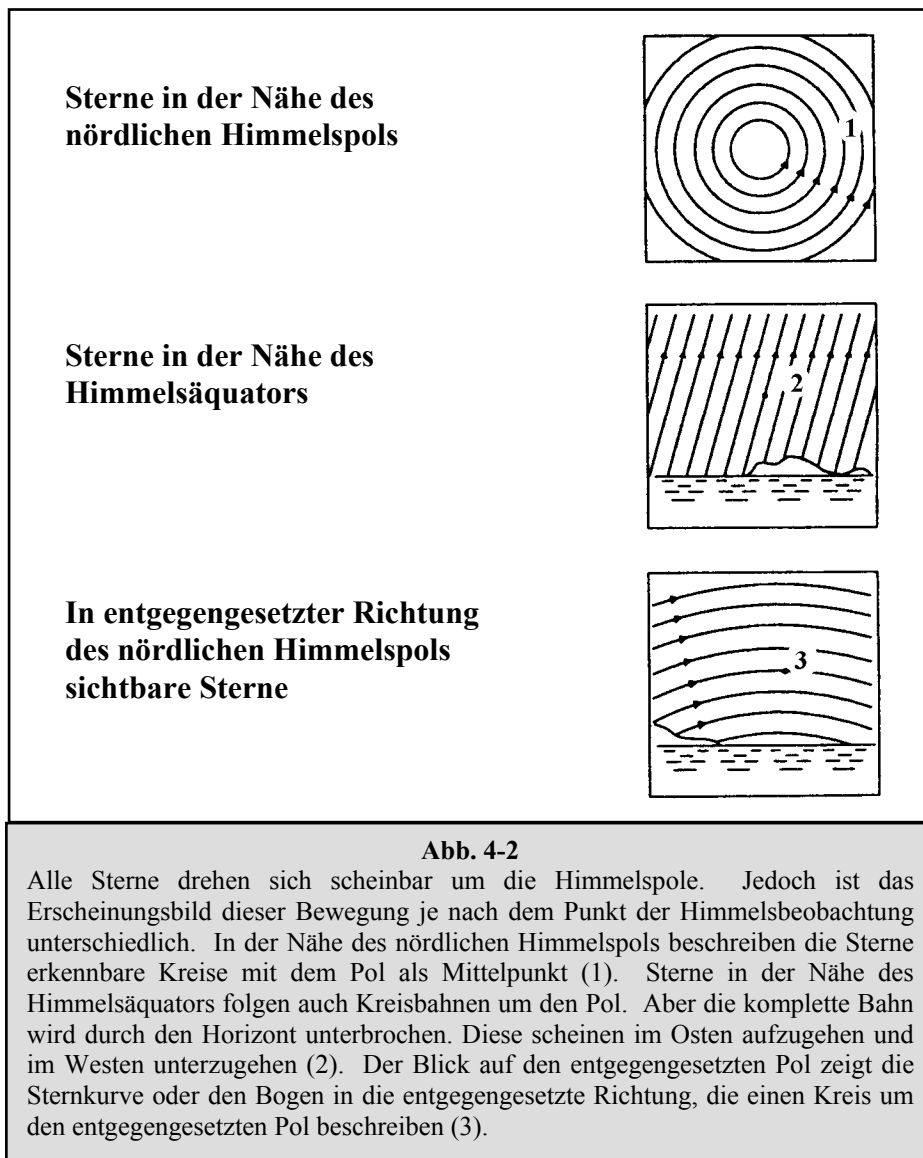 Sterne in der Nähe des
nördlichen Himmelspols
1
Sterne in der Nähe des
Himmelsäquators
2
In entgegengesetzter Richtung
des nördlichen Himmelspols
sichtbare Sterne
3
Abb. 4-2
Alle Sterne drehen sich scheinbar um die Himmelspole. Jedoch ist das
Erscheinungsbild dieser Bewegung je nach dem Punkt der Himmelsbeobachtung
unterschiedlich. In der Nähe des nördlichen Himmelspols beschreiben die Sterne
erkennbare Kreise mit dem Pol als Mittelpunkt (1). Sterne in der Nähe des
Himmelsäquators folgen auch Kreisbahnen um den Pol. Aber die komplette Bahn
wird durch den Horizont unterbrochen. Diese scheinen im Osten aufzugehen und
im Westen unterzugehen (2). Der Blick auf den entgegengesetzten Pol zeigt die
Sternkurve oder den Bogen in die entgegengesetzte Richtung, die einen Kreis um
den entgegengesetzten Pol beschreiben (3).